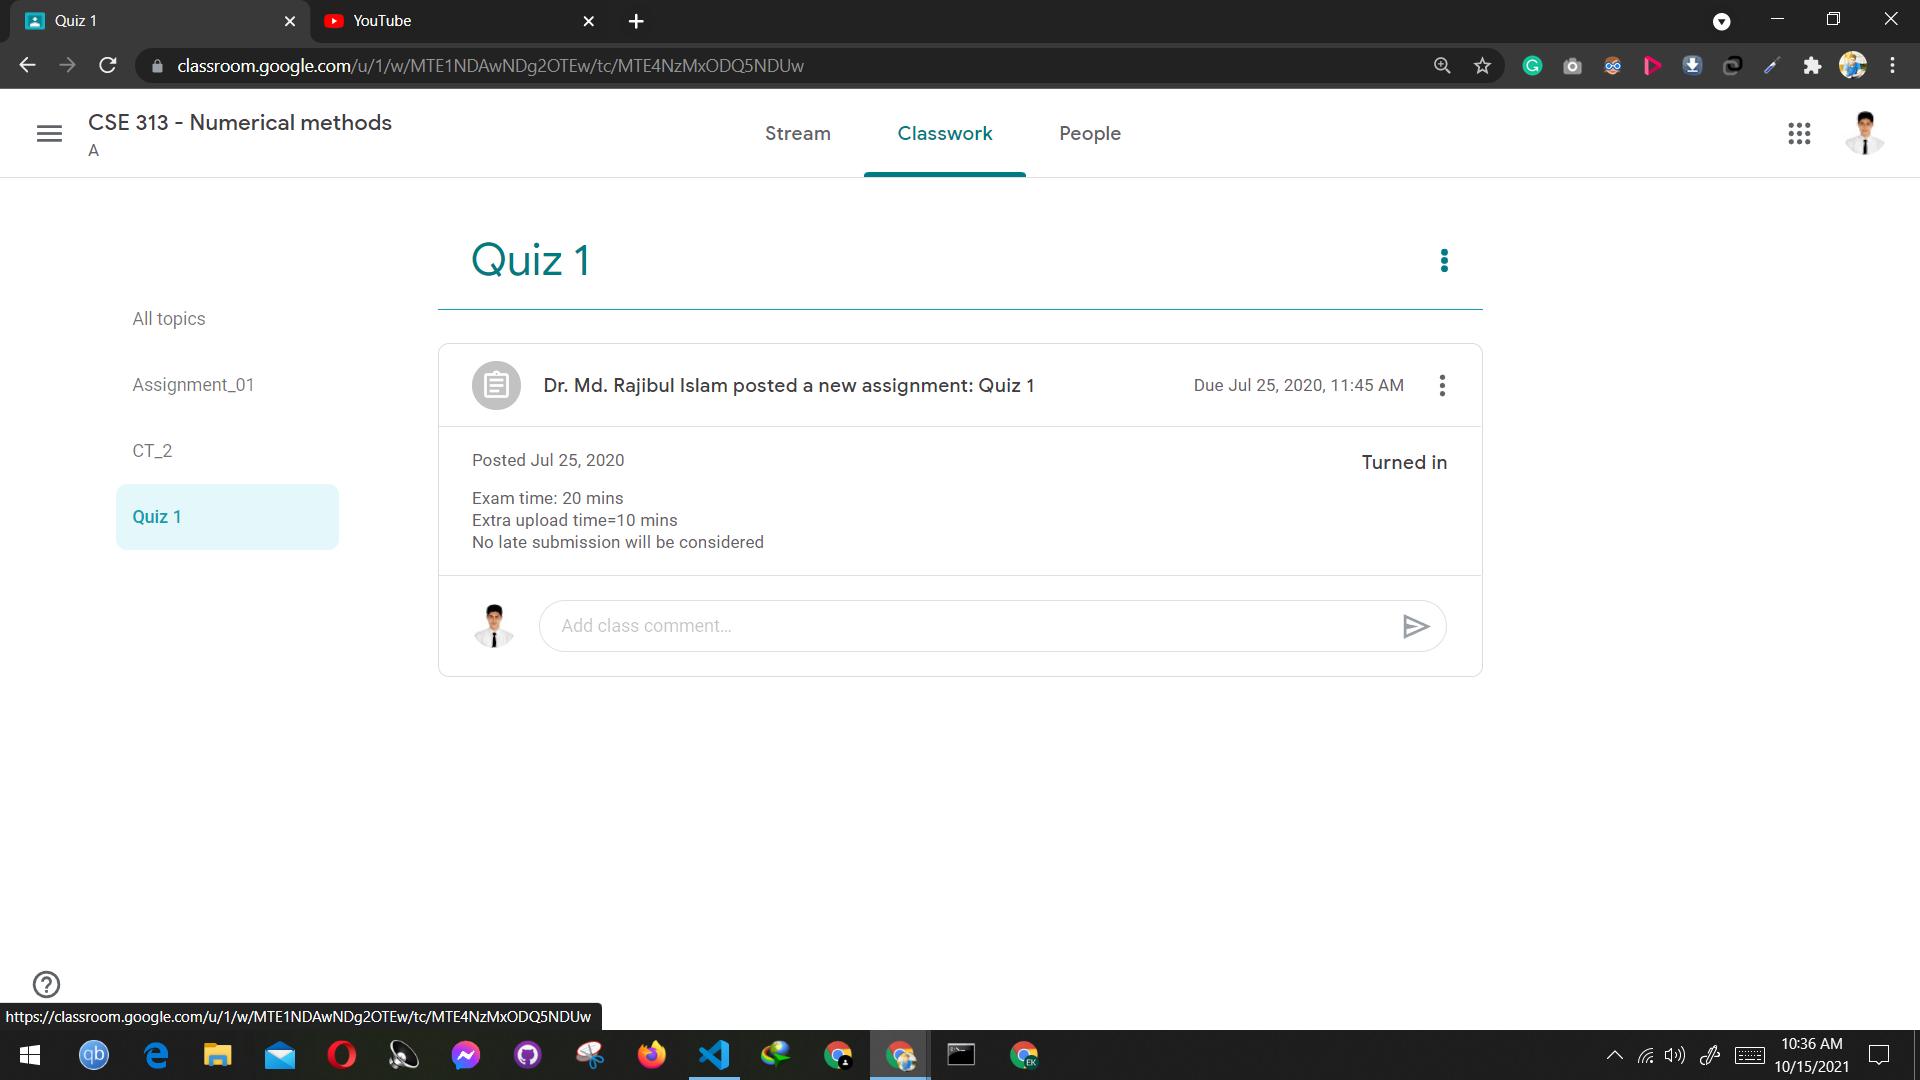 Quiz 1
YouTube
classroom.google.com/u/1/w/MTE1NDAwNDg2OTEw/tc/MTE4NzMxODQ5NDUw
CSE 313 - Numerical methods
A
Stream
Classwork
People
Quiz 1
All topics
Assignment_01
CT_2
Quiz 1
Dr. Md. Rajibul Islam posted a new assignment: Quiz 1
Due Jul 25, 2020, 11:45 AM
Posted Jul 25, 2020
Turned in
Exam time: 20 mins
Extra upload time=10 mins
No late submission will be considered
Add class comment...
https://classroom.google.com/u/1/w/MTE1NDAwNDg2OTEw/tc/MTE4NzMxODQ5NDUw
qb
EK
10:36 AM
10/15/2021